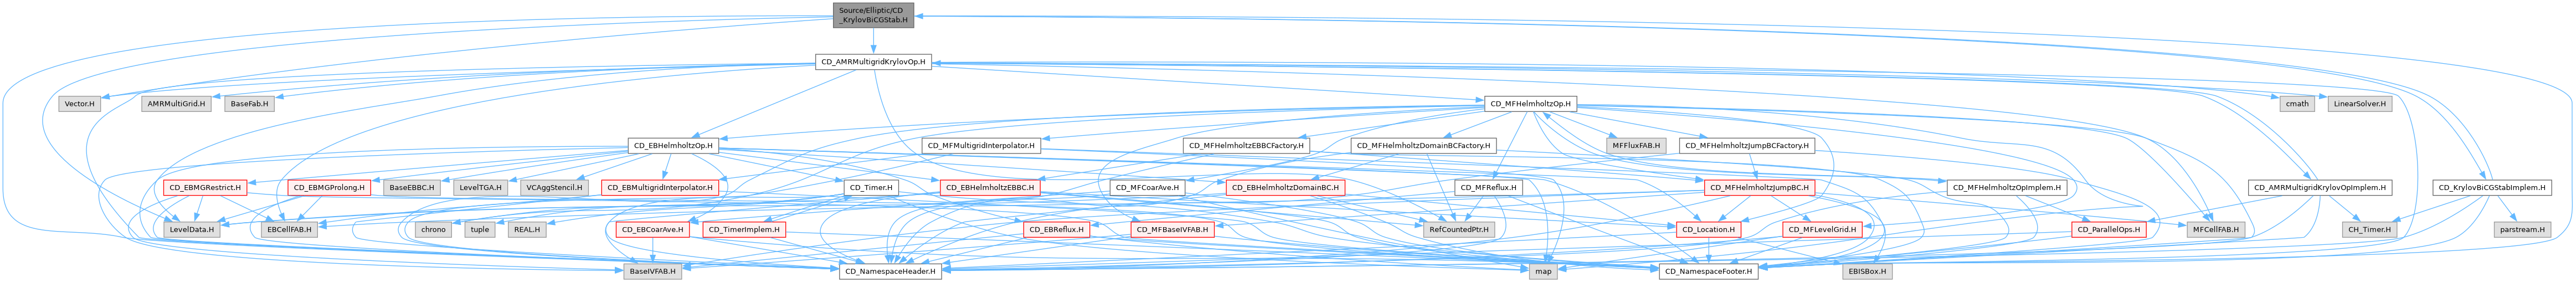 Source/Elliptic/CD
_KrylovBiCGStab.H
CD_AMRMultigridKrylovOp.H
Vector.H
AMRMultiGrid.H
BaseFab.H
CD_MFHelmholtzOp.H
cmath
LinearSolver.H
CD_EBHelmholtzOp.H
CD_MFMultigridInterpolator.H
CD_MFHelmholtzEBBCFactory.H
CD_MFHelmholtzDomainBCFactory.H
MFFluxFAB.H
CD_MFHelmholtzJumpBCFactory.H
CD_EBMGRestrict.H
CD_EBMGProlong.H
BaseEBBC.H
LevelTGA.H
VCAggStencil.H
CD_EBMultigridInterpolator.H
CD_Timer.H
CD_EBHelmholtzEBBC.H
CD_MFCoarAve.H
CD_EBHelmholtzDomainBC.H
CD_MFReflux.H
CD_MFHelmholtzJumpBC.H
CD_MFHelmholtzOpImplem.H
CD_AMRMultigridKrylovOpImplem.H
CD_KrylovBiCGStabImplem.H
LevelData.H
EBCellFAB.H
chrono
tuple
REAL.H
CD_EBCoarAve.H
CD_TimerImplem.H
CD_EBReflux.H
CD_MFBaseIVFAB.H
RefCountedPtr.H
CD_Location.H
CD_MFLevelGrid.H
CD_ParallelOps.H
MFCellFAB.H
CH_Timer.H
parstream.H
BaseIVFAB.H
CD_NamespaceHeader.H
map
CD_NamespaceFooter.H
EBISBox.H